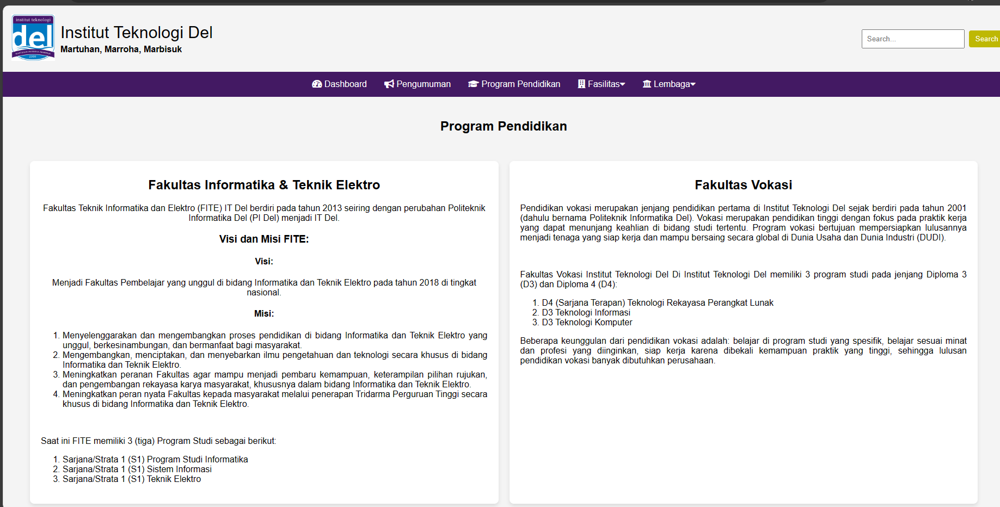 institut teknologi
del
MARTUHAN-MARROHA-MARBISUK
2001
Institut Teknologi Del
Martuhan, Marroha, Marbisuk
Search...
Search
Dashboard
Pengumuman
Program Pendidikan
Fasilitas
Lembaga
Program Pendidikan
Fakultas Informatika & Teknik Elektro
Fakultas Teknik Informatika dan Elektro (FITE) IT Del berdiri pada tahun 2013 seiring dengan perubahan Politeknik
Informatika Del (PI Del) menjadi IT Del.
Visi dan Misi FITE:
Visi:
Menjadi Fakultas Pembelajar yang unggul di bidang Informatika dan Teknik Elektro pada tahun 2018 di tingkat
nasional.
Misi:
1. Menyelenggarakan dan mengembangkan proses pendidikan di bidang Informatika dan Teknik Elektro yang
unggul, berkesinambungan, dan bermanfaat bagi masyarakat.
2. Mengembangkan, menciptakan, dan menyebarkan ilmu pengetahuan dan teknologi secara khusus di bidang
Informatika dan Teknik Elektro.
3. Meningkatkan peranan Fakultas agar mampu menjadi pembaru kemampuan, keterampilan pilihan rujukan,
dan pengembangan rekayasa karya masyarakat, khususnya dalam bidang Informatika dan Teknik Elektro.
4. Meningkatkan peran nyata Fakultas kepada masyarakat melalui penerapan Tridarma Perguruan Tinggi secara
khusus di bidang Informatika dan Teknik Elektro.
Saat ini FITE memiliki 3 (tiga) Program Studi sebagai berikut:
1. Sarjana/Strata 1 (S1) Program Studi Informatika
2. Sarjana/Strata 1 (S1) Sistem Informasi
3. Sarjana/Strata 1 (S1) Teknik Elektro
Fakultas Vokasi
Pendidikan vokasi merupakan jenjang pendidikan pertama di Institut Teknologi Del sejak berdiri pada tahun 2001
(dahulu bernama Politeknik Informatika Del). Vokasi merupakan pendidikan tinggi dengan fokus pada praktik kerja
yang dapat menunjang keahlian di bidang studi tertentu. Program vokasi bertujuan mempersiapkan lulusannya
menjadi tenaga yang siap kerja dan mampu bersaing secara global di Dunia Usaha dan Dunia Industri (DUDI).
Fakultas Vokasi Institut Teknologi Del Di Institut Teknologi Del memiliki 3 program studi pada jenjang Diploma 3
(D3) dan Diploma 4 (D4):
1. D4 (Sarjana Terapan) Teknologi Rekayasa Perangkat Lunak
2. D3 Teknologi Informasi
3. D3 Teknologi Komputer
Beberapa keunggulan dari pendidikan vokasi adalah: belajar di program studi yang spesifik, belajar sesuai minat
dan profesi yang diinginkan, siap kerja karena dibekali kemampuan praktik yang tinggi, sehingga lulusan
pendidikan vokasi banyak dibutuhkan perusahaan.